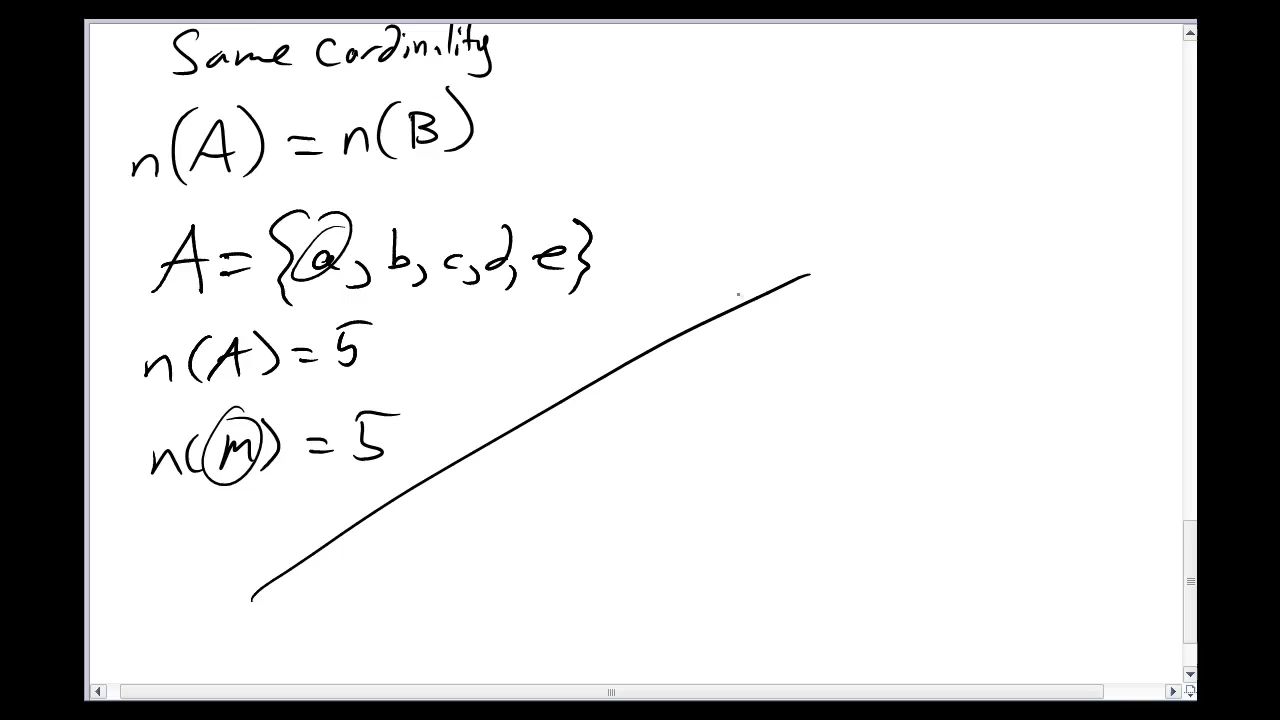 Same Cardinality
n(A) = n(B)
A = {a, b, c, d, e}
n(A) = 5
n(m) = 5